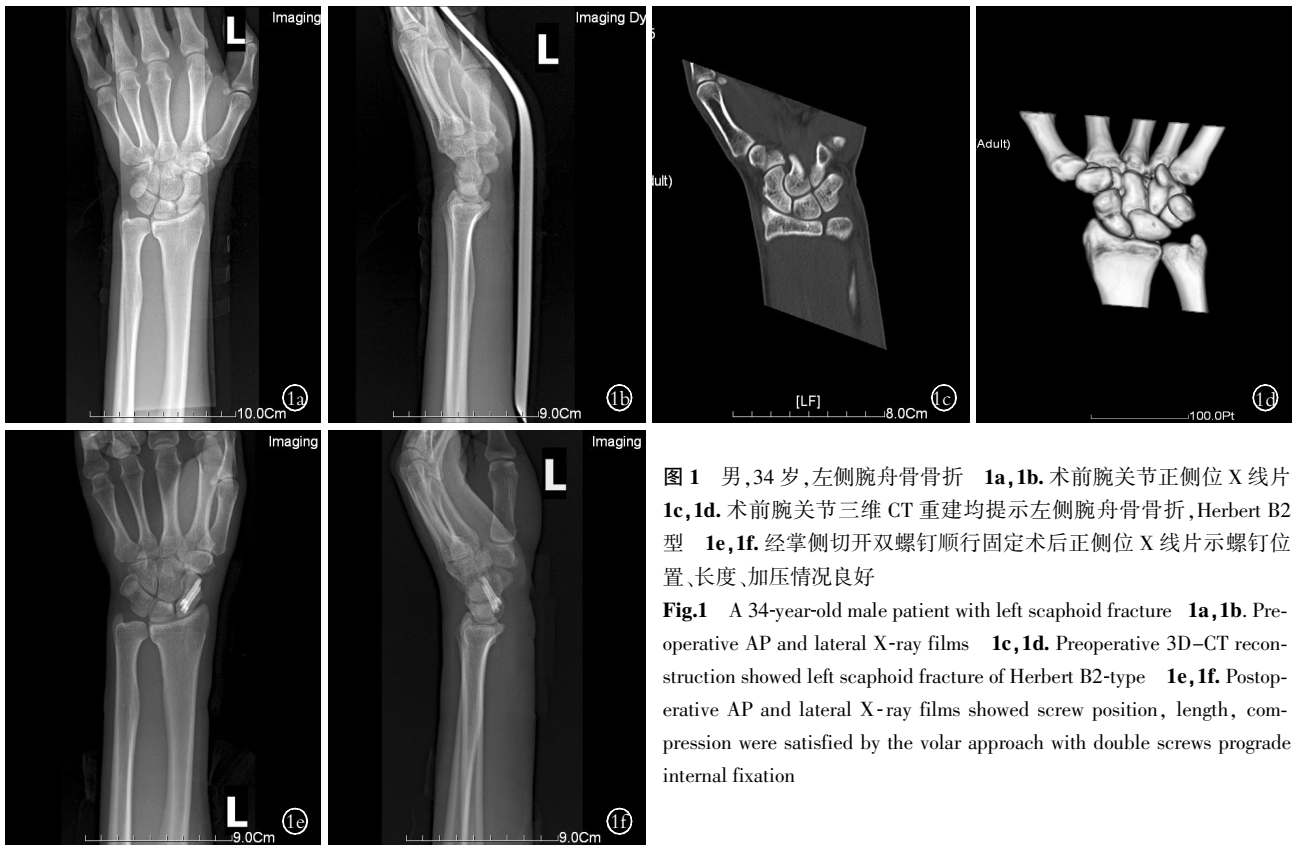 Imaging
L
1a
10.0Cm
Imaging Dy
L
1b
9.0Cm
dult)
[LF]
1c
8.0Cm
Adult)
1d
100.0Pt
Imaging
L
1e
9.0Cm
Imaging
L
1f
9.0Cm
图 1 男,34 岁,左侧腕舟骨骨折 1a,1b. 术前腕关节正侧位 X 线片
1c,1d. 术前腕关节三维 CT 重建均提示左侧腕舟骨骨折,Herbert B2
型 1e,1f. 经掌侧切开双螺钉顺行固定术后正侧位 X 线片示螺钉位
置、长度、加压情况良好
Fig.1 A 34-year-old male patient with left scaphoid fracture 1a,1b. Pre-
operative AP and lateral X-ray films 1c,1d. Preoperative 3D-CT recon-
struction showed left scaphoid fracture of Herbert B2-type 1e,1f. Postop-
erative AP and lateral X-ray films showed screw position, length, com-
pression were satisfied by the volar approach with double screws prograde
internal fixation